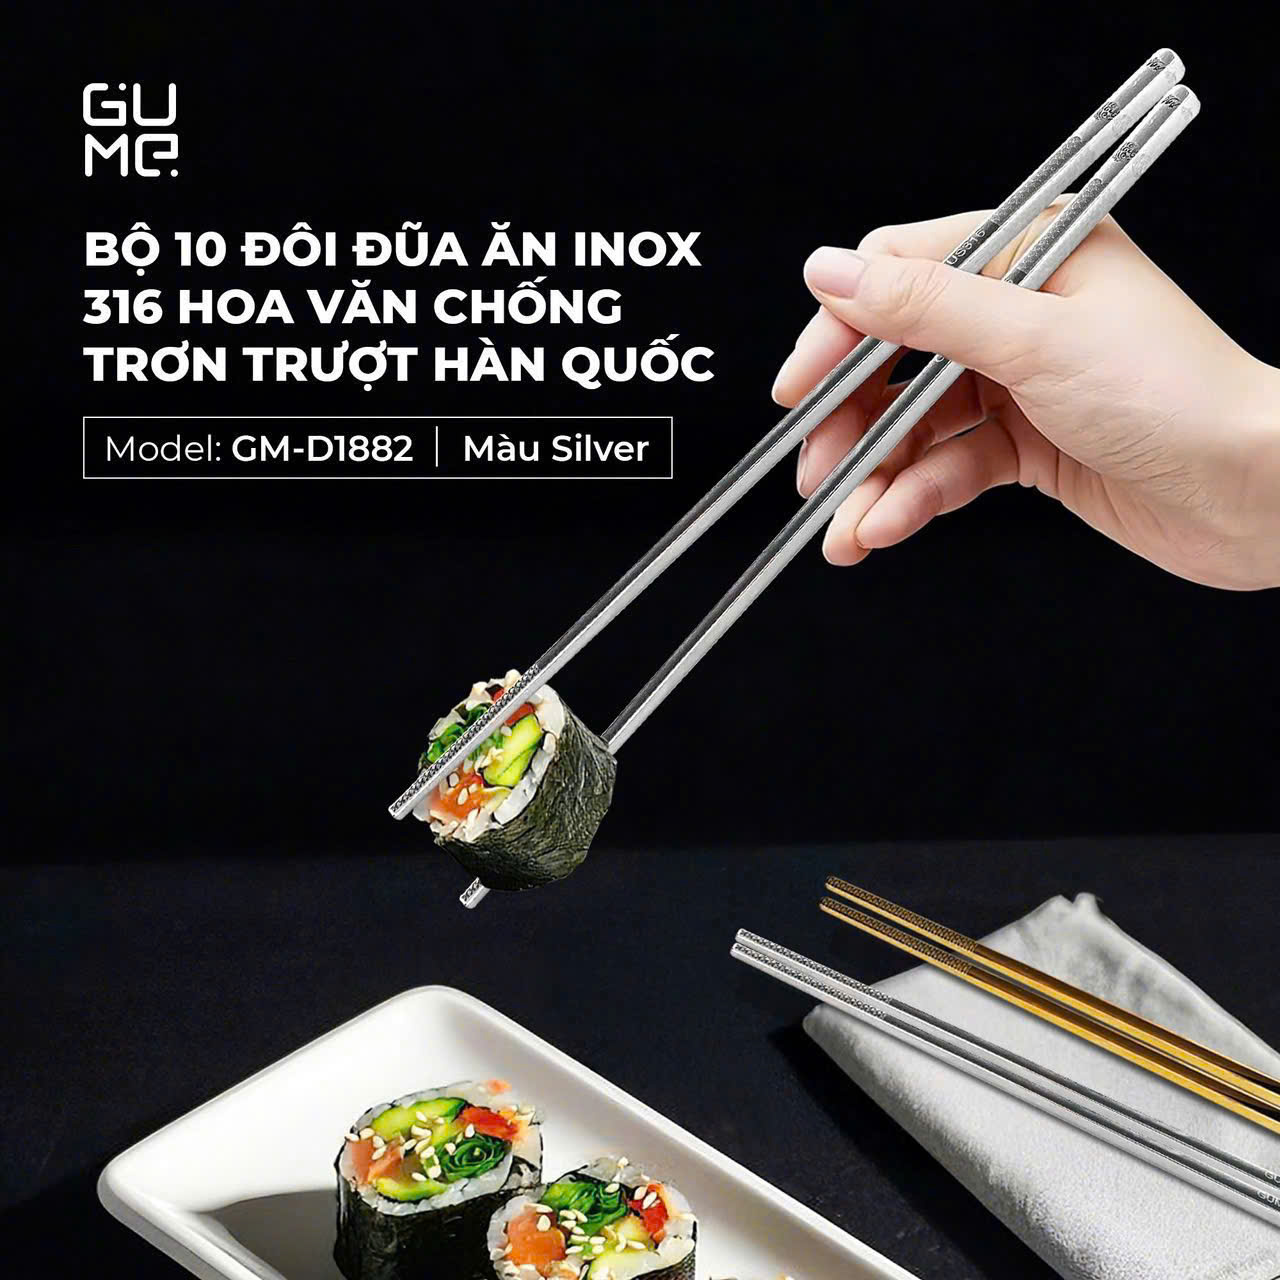 GU
Me.
BỘ 10 ĐÔI ĐŨA ĂN INOX
316 HOA VĂN CHỐNG
TRƠN TRƯỢT HÀN QUỐC
Model: GM-D1882 | Màu Silver